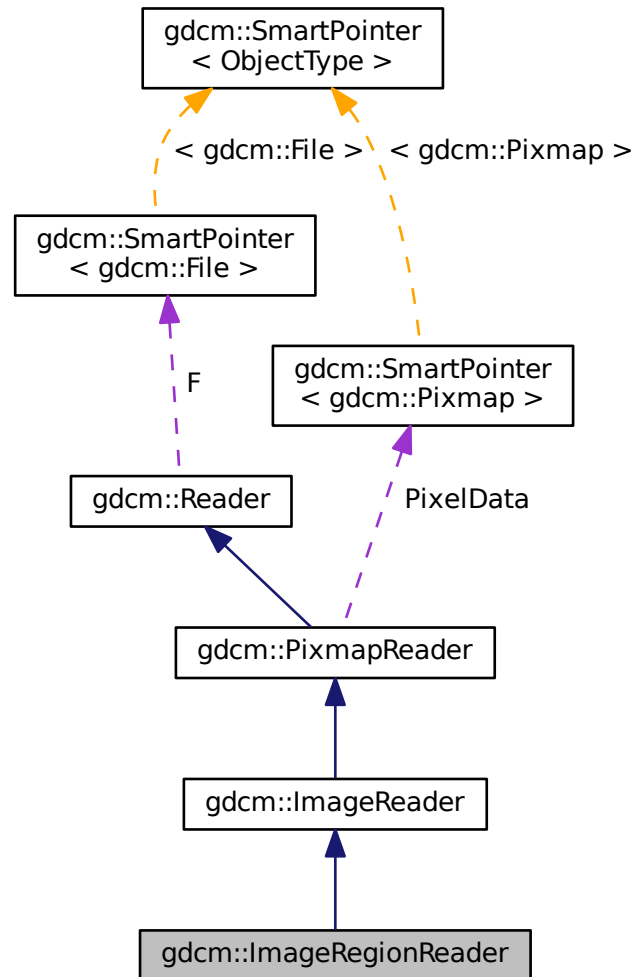 gdcm::SmartPointer
< ObjectType >
< gdcm::File >
< gdcm::Pixmap >
gdcm::SmartPointer
< gdcm::File >
gdcm::SmartPointer
< gdcm::Pixmap >
F
gdcm::Reader
PixelData
gdcm::PixmapReader
gdcm::ImageReader
gdcm::ImageRegionReader